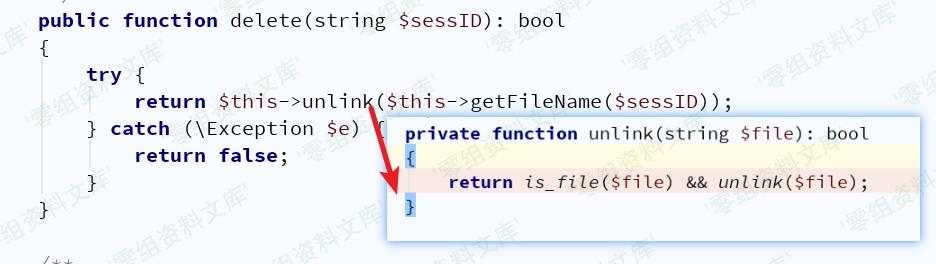 public function delete(string $sessID): bool
{
try {
return $this->unlink($this->getFileName($sessID));
} catch (\Exception $e) {
return false;
}
}
/**
private function unlink(string $file): bool
{
return is_file($file) && unlink($file);
}
'零组资料文库'